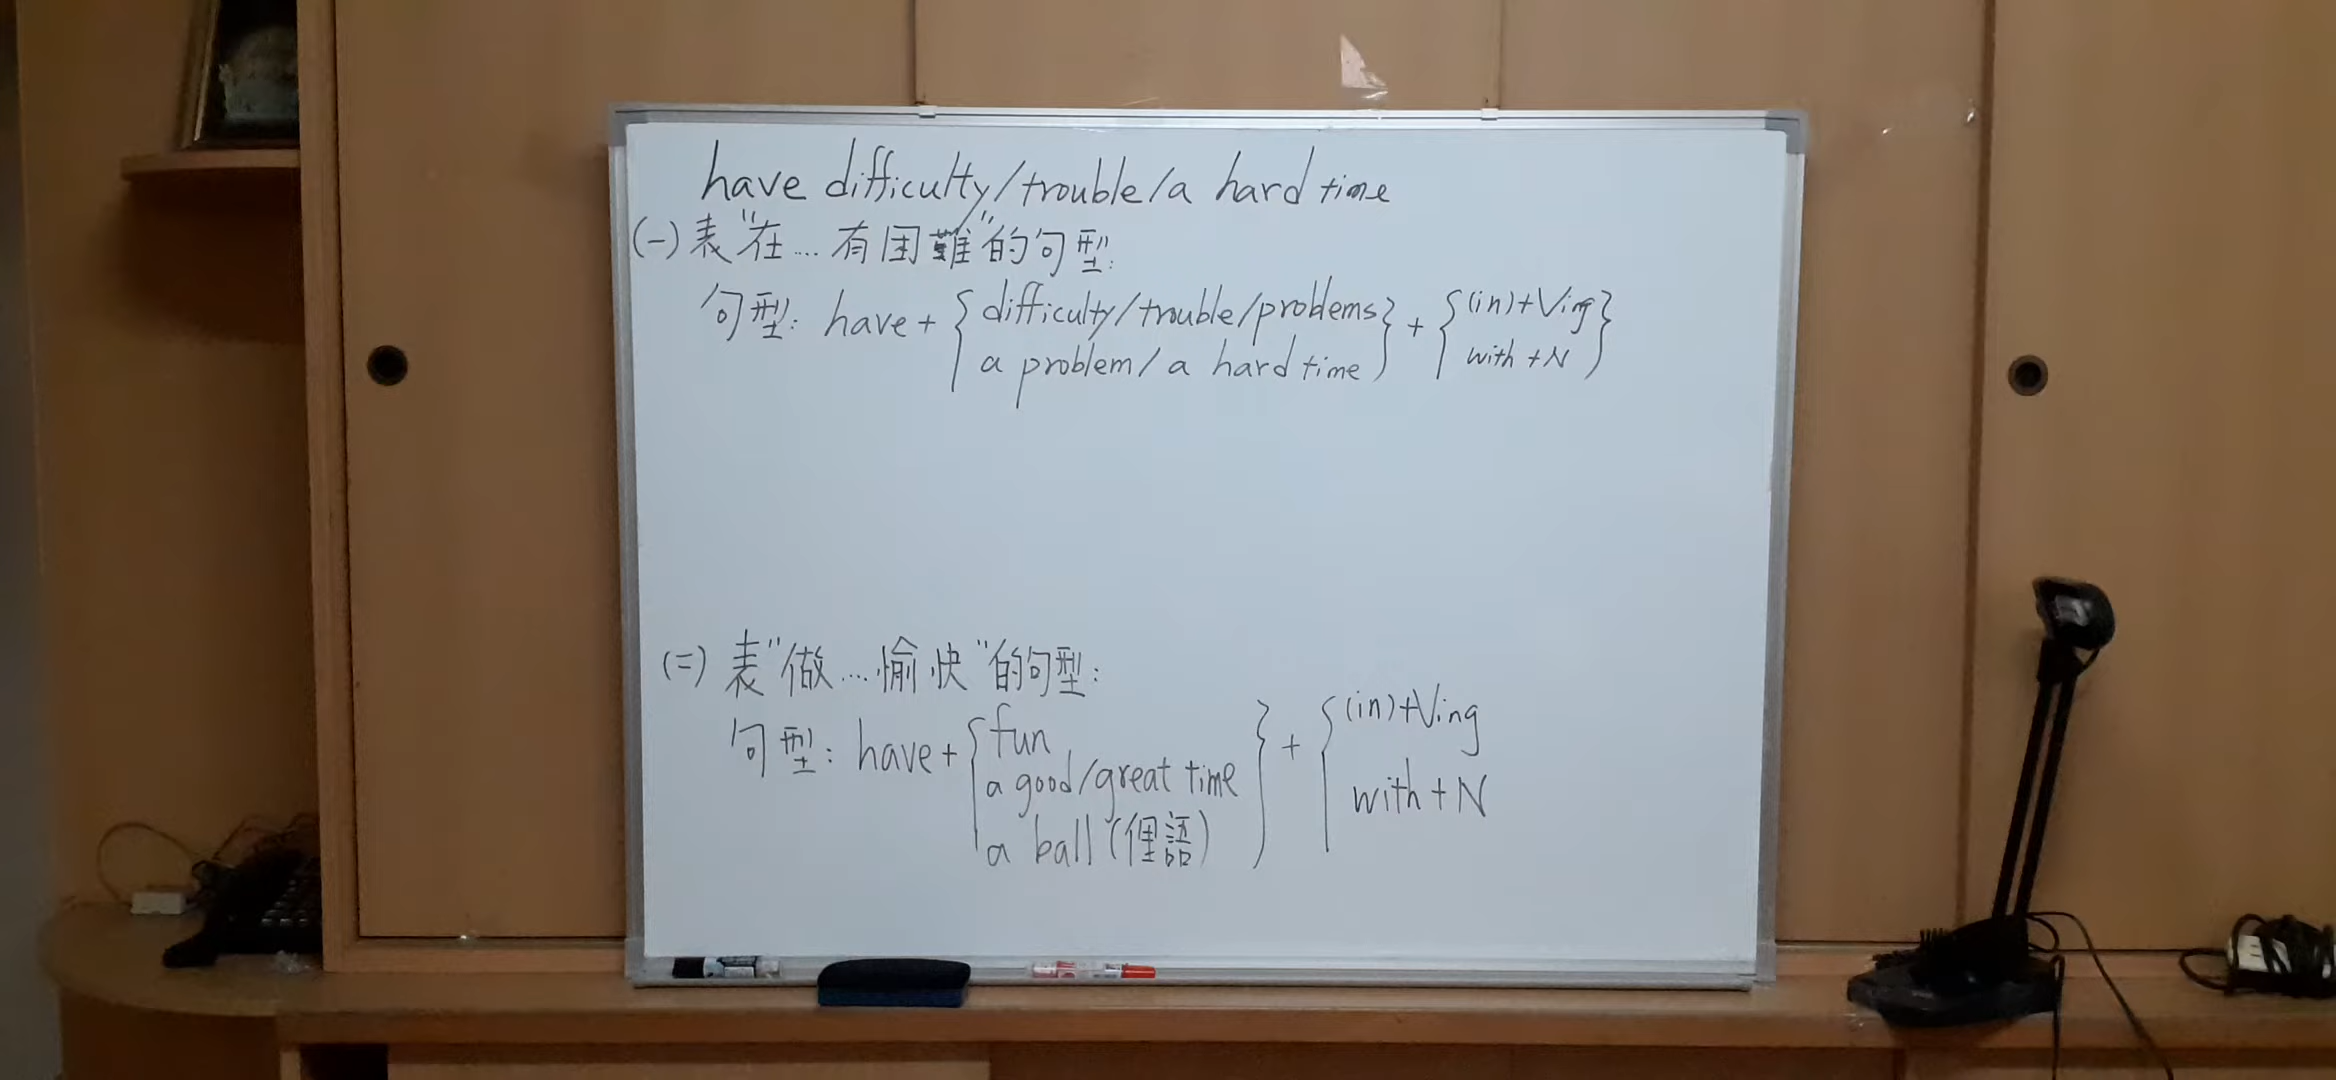 have difficulty/trouble/a hard time
(一)表"在...有困難"的句型:
句型: have+{difficulty/trouble/problems}+{(in)+Ving}
a problem/a hard time with+N
(二)表"做...愉快"的句型:
句型: have+{fun}+{(in)+Ving
a good/great time with+N
a ball(俚語)